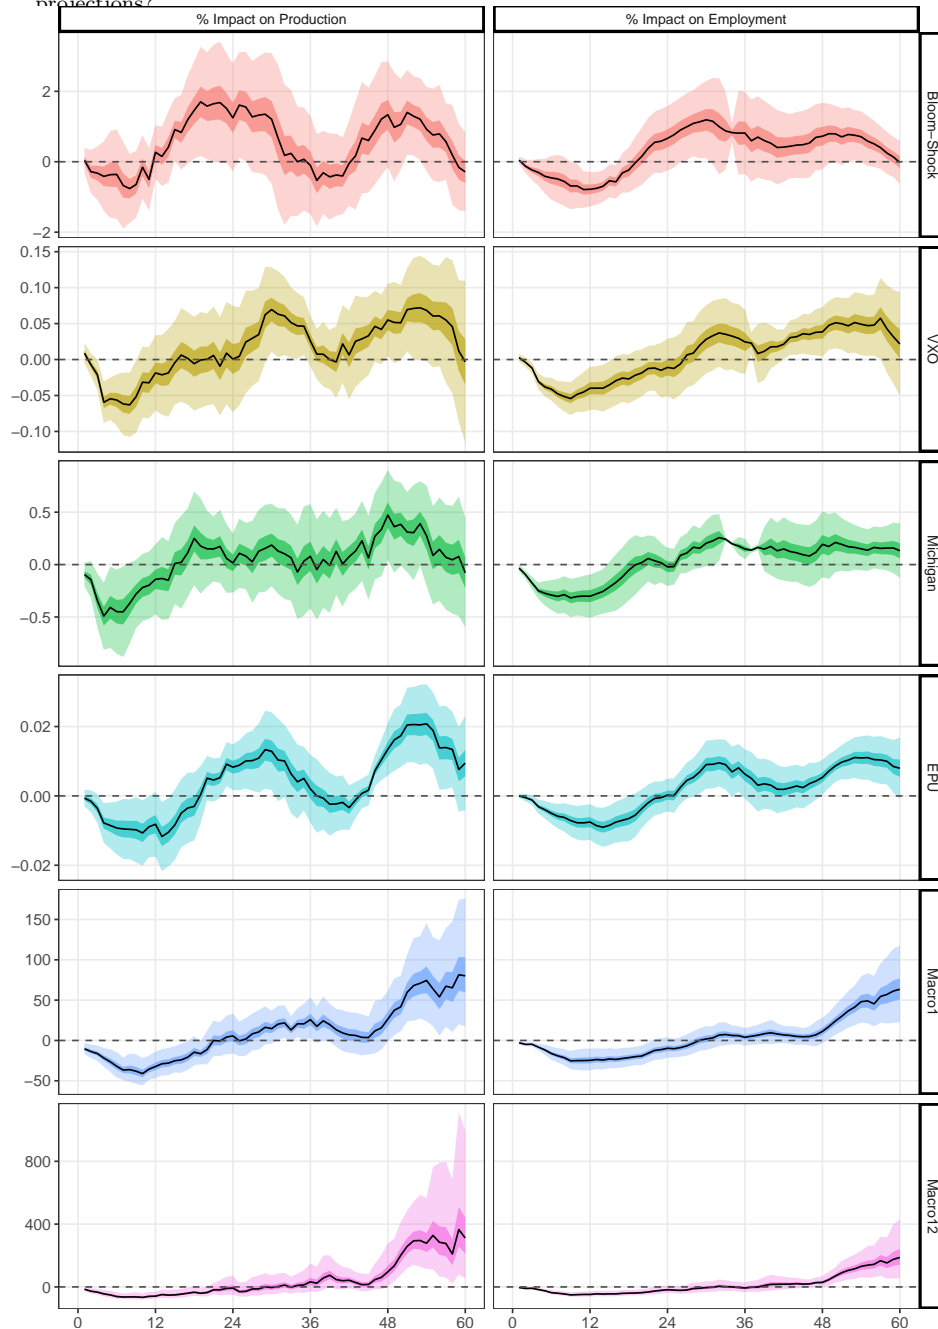 projections?
% Impact on Production
% Impact on Employment
2
0
−2
Bloom−Shock
0.15
0.10
0.05
0.00
−0.05
−0.10
VXO
0.5
0.0
−0.5
Michigan
0.02
0.00
−0.02
EPU
150
100
50
0
−50
Macro1
800
400
0
Macro12
0 12 24 36 48 60 0 12 24 36 48 60